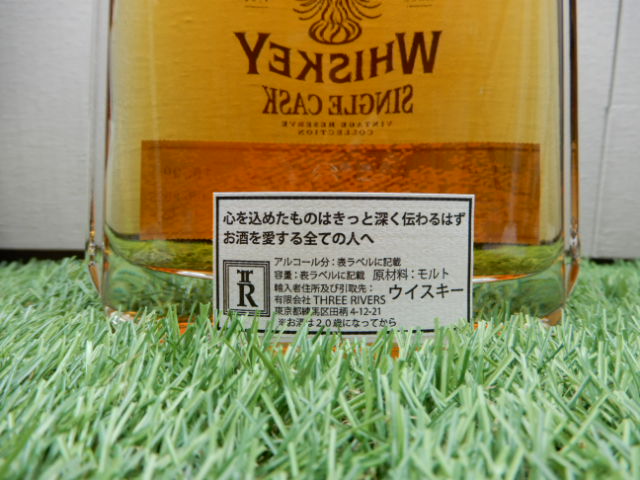 WHISKEY
SINGLE CASK
VINTAGE RESERVE
COLLECTION
心を込めたものはきっと深く伝わるはず
お酒を愛する全ての人へ
TR
アルコール分：表ラベルに記載
容量：表ラベルに記載 原材料：モルト
輸入者住所及び引取先： ウイスキー
有限会社 THREE RIVERS
東京都練馬区田柄 4-12-21
※お酒は２０歳になってから